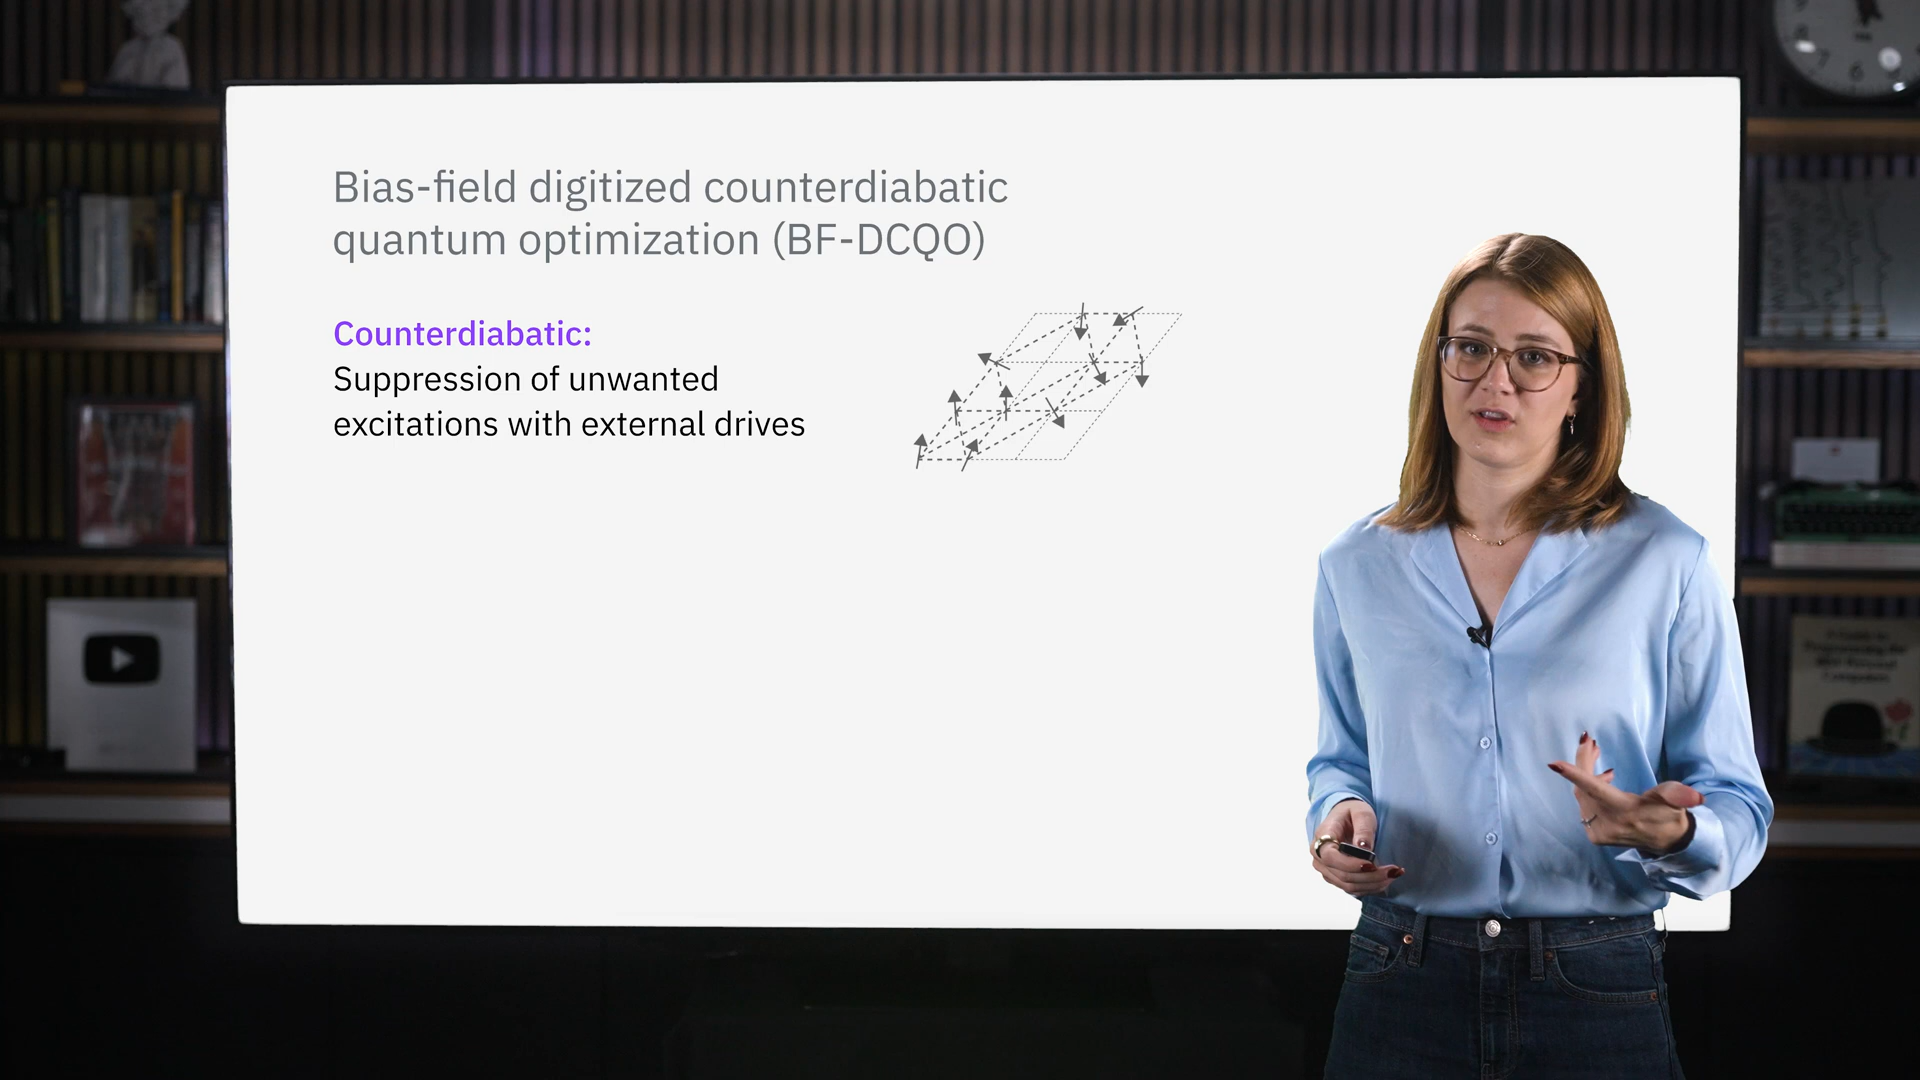 Bias-field digitized counterdiabatic
quantum optimization (BF-DCQO)
Counterdiabatic:
Suppression of unwanted
excitations with external drives